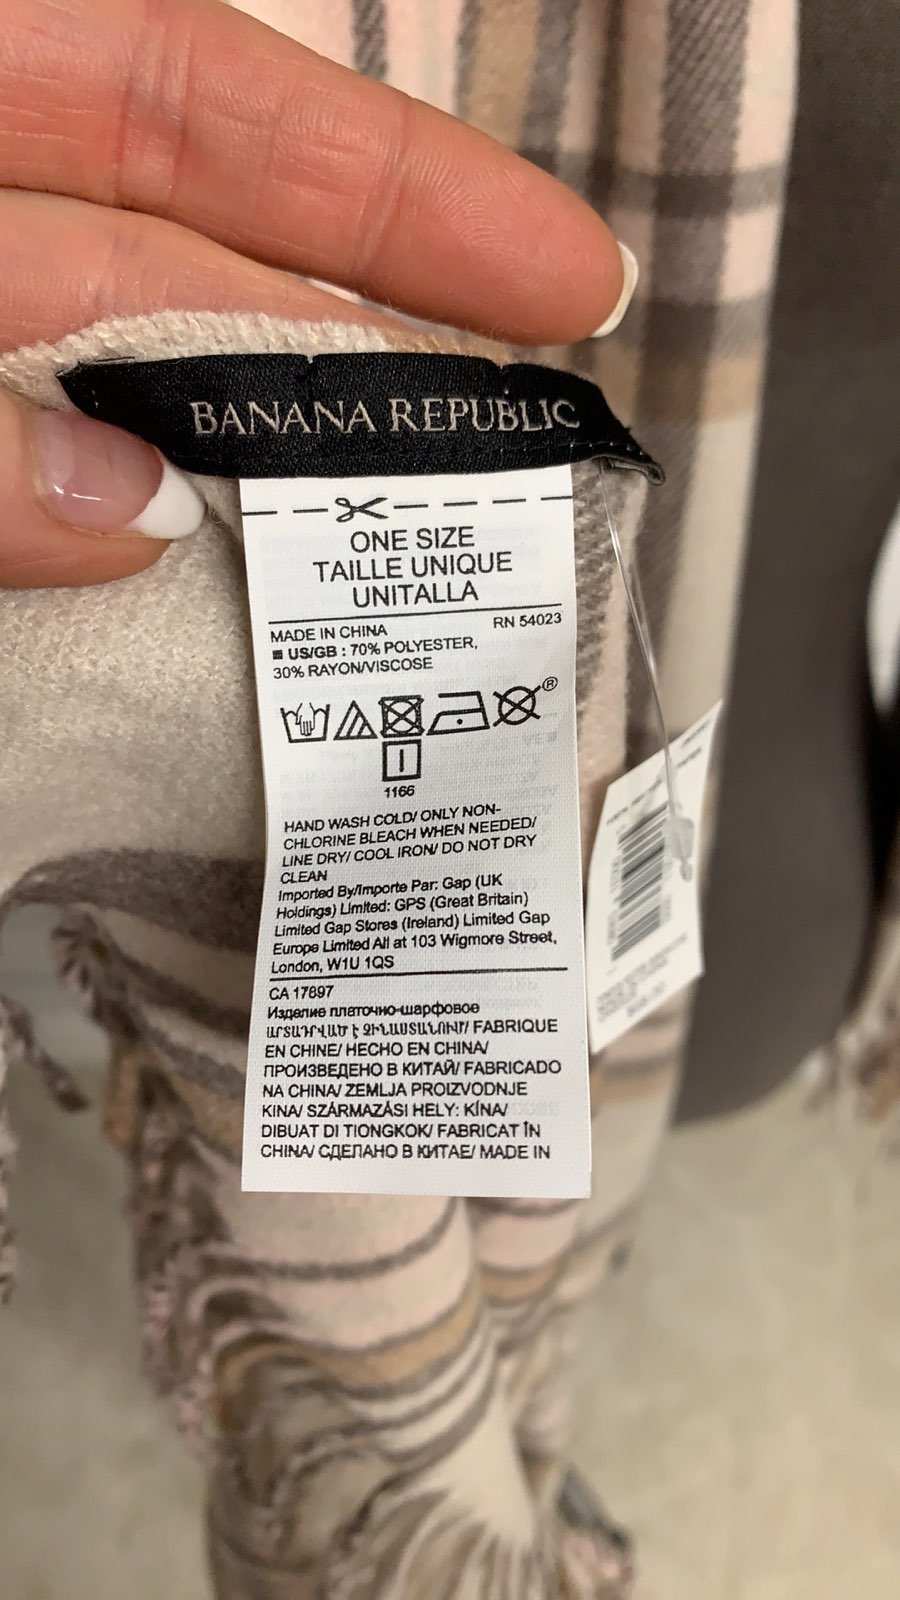 BANANA REPUBLIC
ONE SIZE
TAILLE UNIQUE
UNITALLA
MADE IN CHINA RN 54023
US/GB : 70% POLYESTER,
30% RAYON/VISCOSE
®
1166
HAND WASH COLD/ ONLY NON-
CHLORINE BLEACH WHEN NEEDED/
LINE DRY/ COOL IRON/ DO NOT DRY
CLEAN
Imported By/Importe Par: Gap (UK
Holdings) Limited: GPS (Great Britain)
Limited Gap Stores (Ireland) Limited Gap
Europe Limited All at 103 Wigmore Street,
London, W1U 1QS
CA 17897
Изделие платочно-шарфовое
ԱՐՏԱԴՐՎԱԾ Է ՉԻՆԱՍՏԱՆՈՒՄ/ FABRIQUE
EN CHINE/ HECHO EN CHINA/
ПРОИЗВЕДЕНО В КИТАЙ/ FABRICADO
NA CHINA/ ZEMLJA PROIZVODNJE
KINA/ SZÁRMAZÁSI HELY: KÍNA/
DIBUAT DI TIONGKOK/ FABRICAT ÎN
CHINA/ СДЕЛАНО В КИТАЕ/ MADE IN